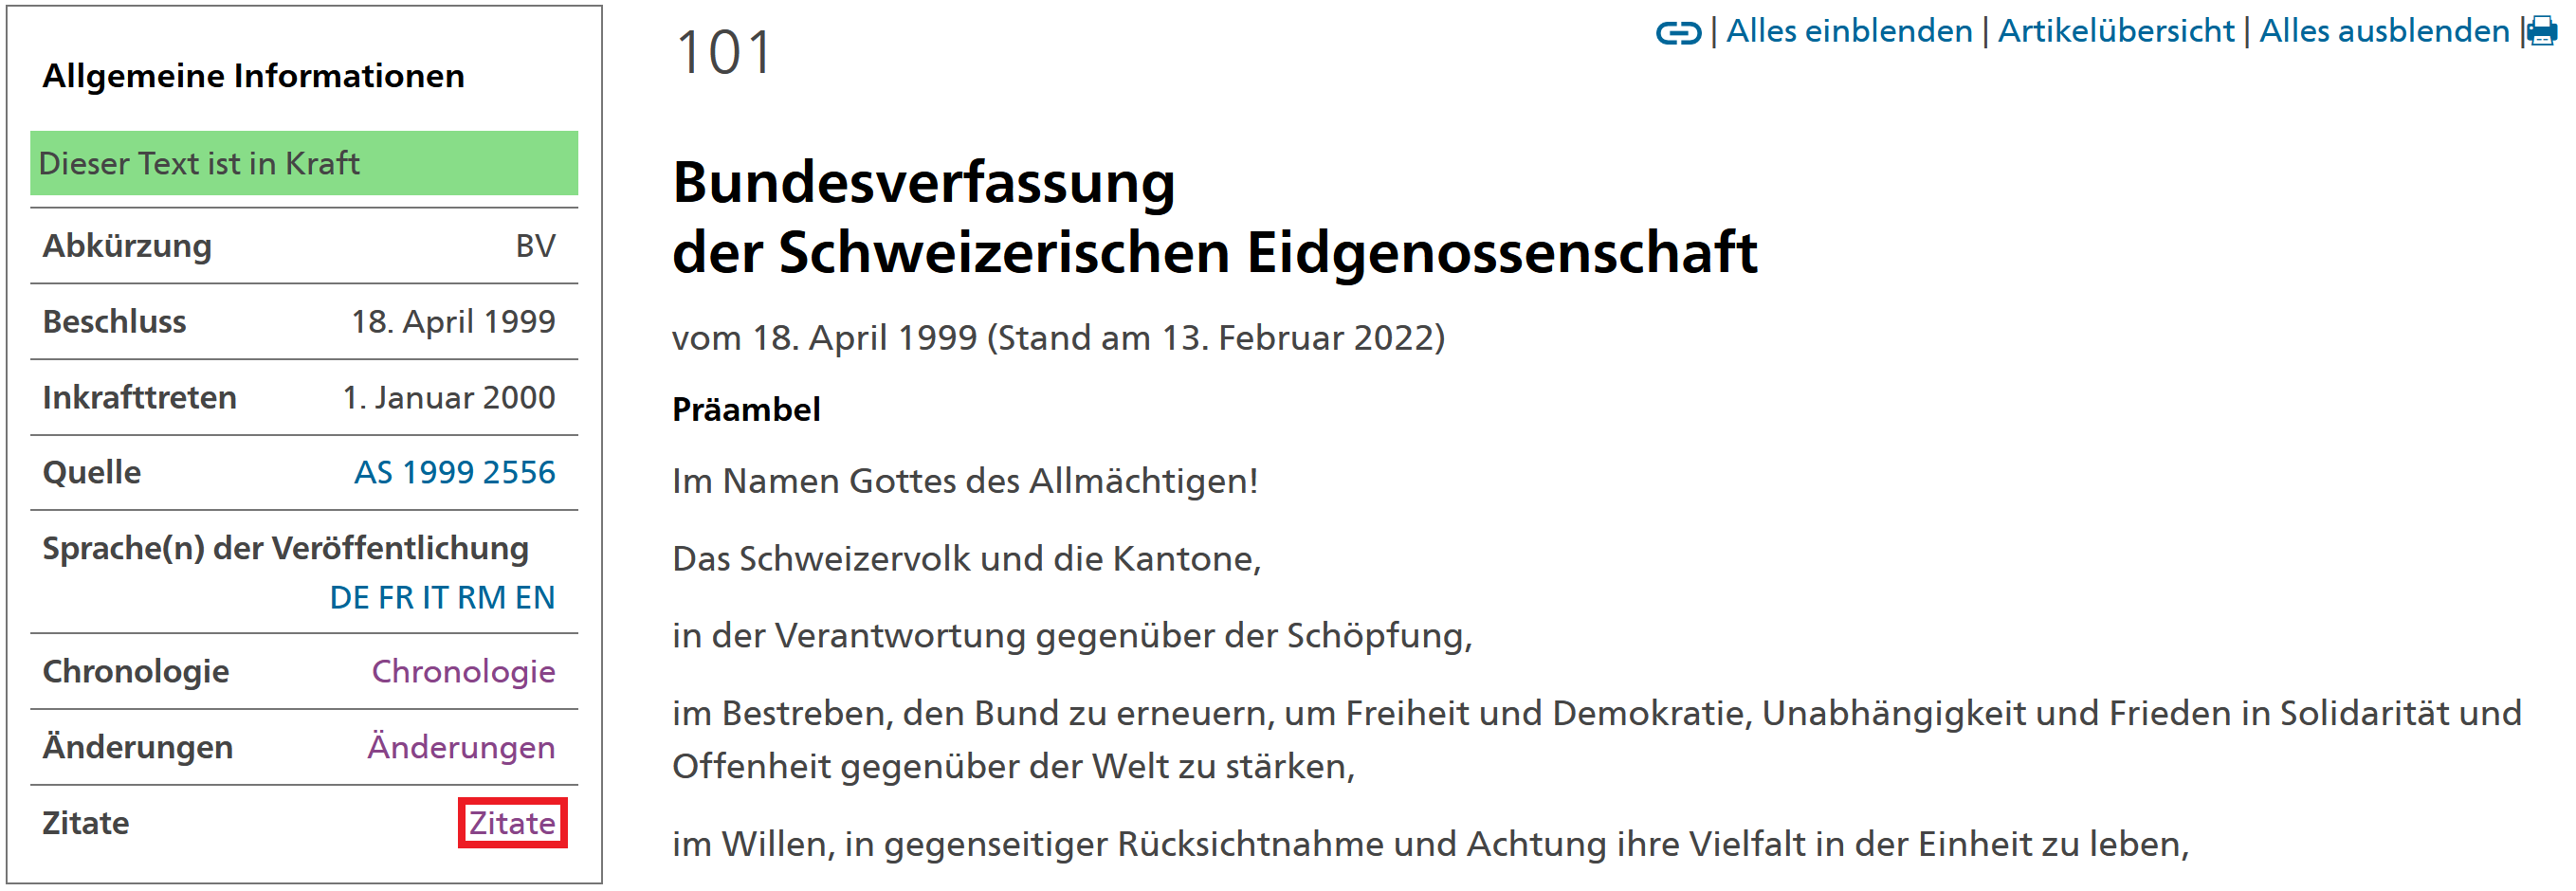 Allgemeine Informationen
Dieser Text ist in Kraft
Abkürzung BV
Beschluss 18. April 1999
Inkrafttreten 1. Januar 2000
Quelle AS 1999 2556
Sprache(n) der Veröffentlichung
DE FR IT RM EN
Chronologie Chronologie
Änderungen Änderungen
Zitate Zitate
101
| Alles einblenden | Artikelübersicht | Alles ausblenden |
Bundesverfassung
der Schweizerischen Eidgenossenschaft
vom 18. April 1999 (Stand am 13. Februar 2022)
Präambel
Im Namen Gottes des Allmächtigen!
Das Schweizervolk und die Kantone,
in der Verantwortung gegenüber der Schöpfung,
im Bestreben, den Bund zu erneuern, um Freiheit und Demokratie, Unabhängigkeit und Frieden in Solidarität und
Offenheit gegenüber der Welt zu stärken,
im Willen, in gegenseitiger Rücksichtnahme und Achtung ihre Vielfalt in der Einheit zu leben,